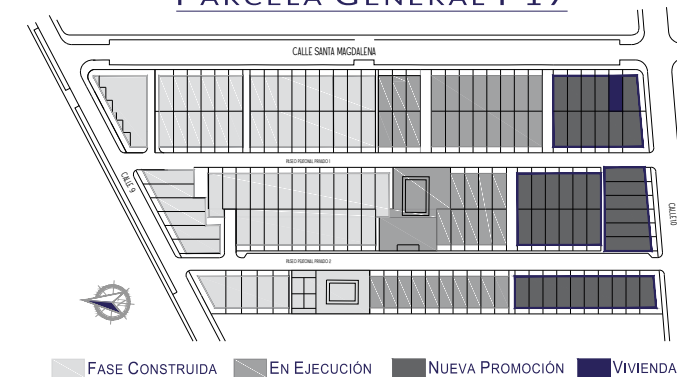 PARCELA GENERAL P19
CALLE SANTA MAGDALENA
PASEO PEATONAL PRIVADO 1
CALLE 9
CALLE 10
PASEO PEATONAL PRIVADO 2
FASE CONSTRUIDA
EN EJECUCIÓN
NUEVA PROMOCIÓN
VIVIENDA